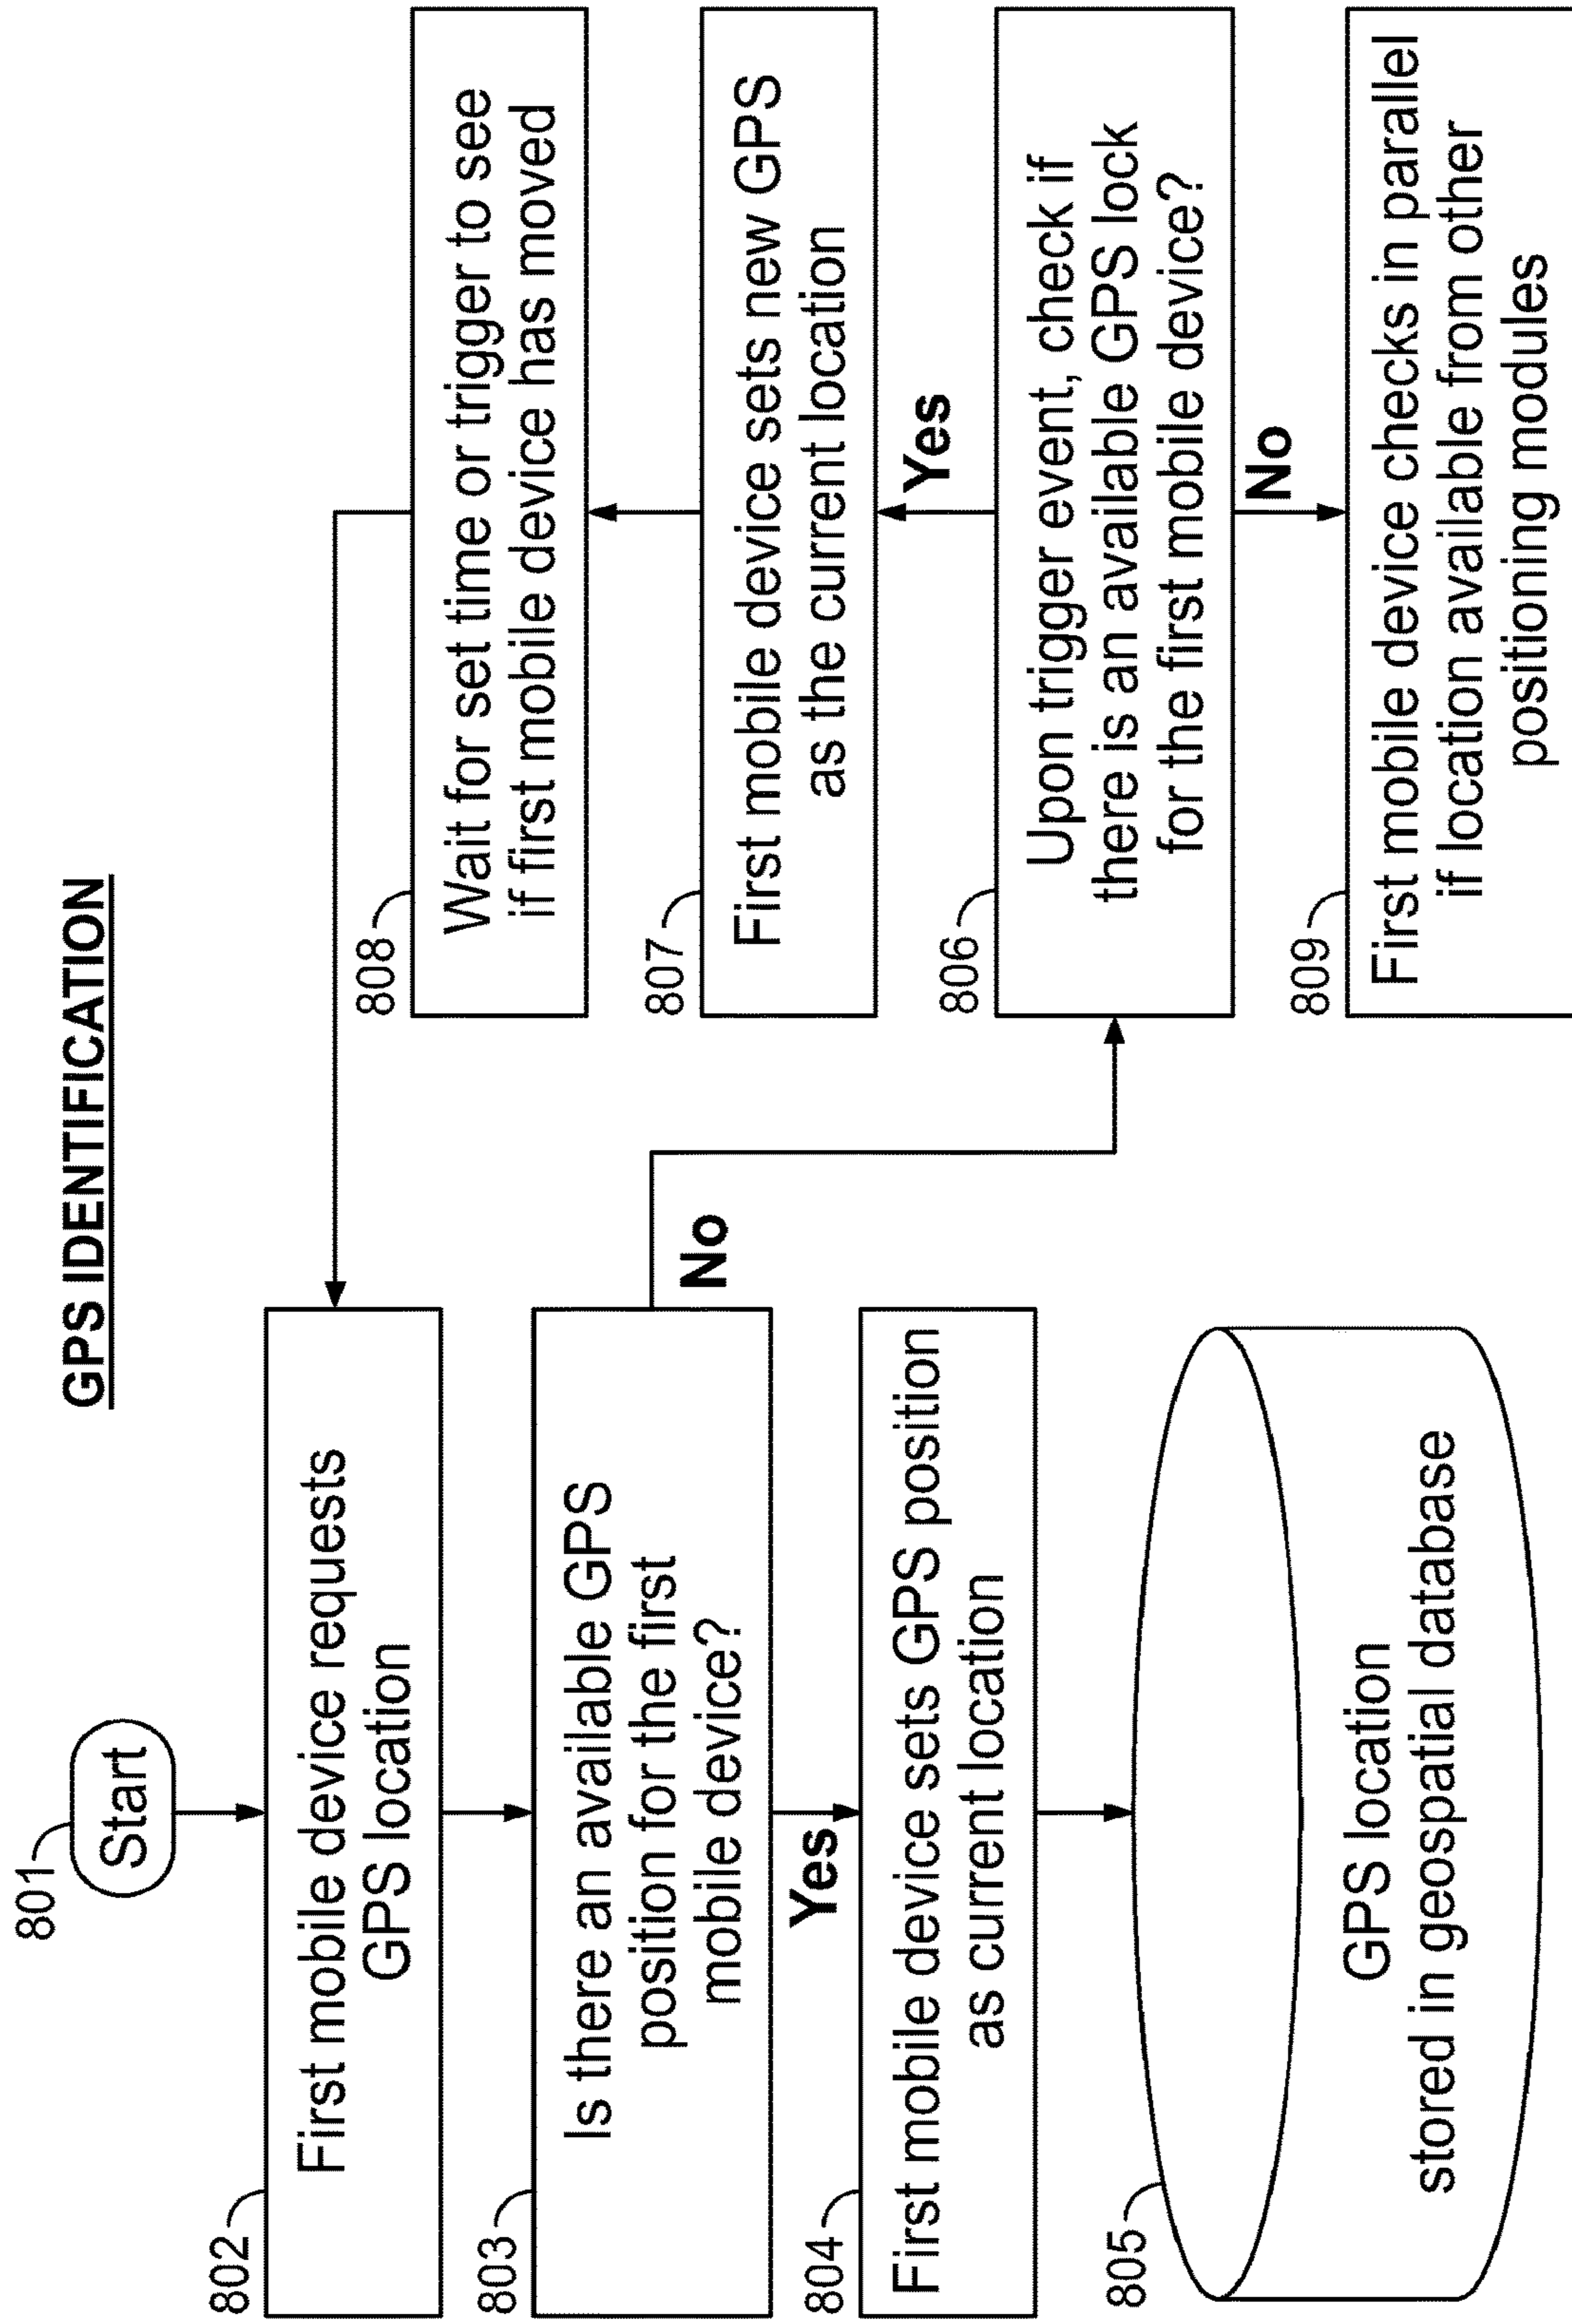 GPS IDENTIFICATION
801
Start
802
First mobile device requests
GPS location
803
Is there an available GPS
position for the first
mobile device?
No
Yes
804
First mobile device sets GPS position
as current location
805
GPS location
stored in geospatial database
808
Wait for set time or trigger to see
if first mobile device has moved
807
First mobile device sets new GPS
as the current location
Yes
806
Upon trigger event, check if
there is an available GPS lock
for the first mobile device?
No
809
First mobile device checks in parallel
if location available from other
positioning modules